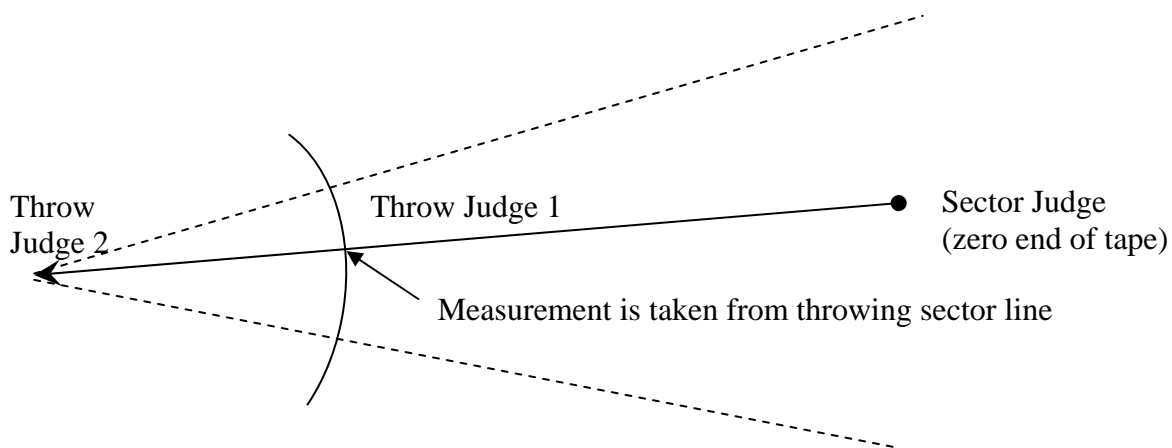 Throw
Judge 2
Throw Judge 1
Sector Judge
(zero end of tape)
Measurement is taken from throwing sector line